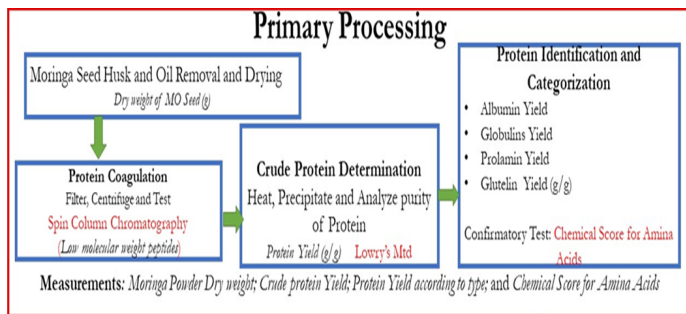 Primary Processing
Moringa Seed Husk and Oil Removal and Drying
Dry weight of MO Seed (g)
Protein Coagulation
Filter, Centrifuge and Test
Spin Column Chromatography
(Low molecular weight peptides)
Crude Protein Determination
Heat, Precipitate and Analyze purity
of Protein
Protein Yield (g/g) Lowry's Mtd
Protein Identification and
Categorization
• Albumin Yield
• Globulins Yield
• Prolamin Yield
• Glutelin Yield (g/g)
Confirmatory Test: Chemical Score for Amino
Acids
Measurements: Moringa Powder Dry weight; Crude protein Yield; Protein Yield according to type; and Chemical Score for Amino Acids